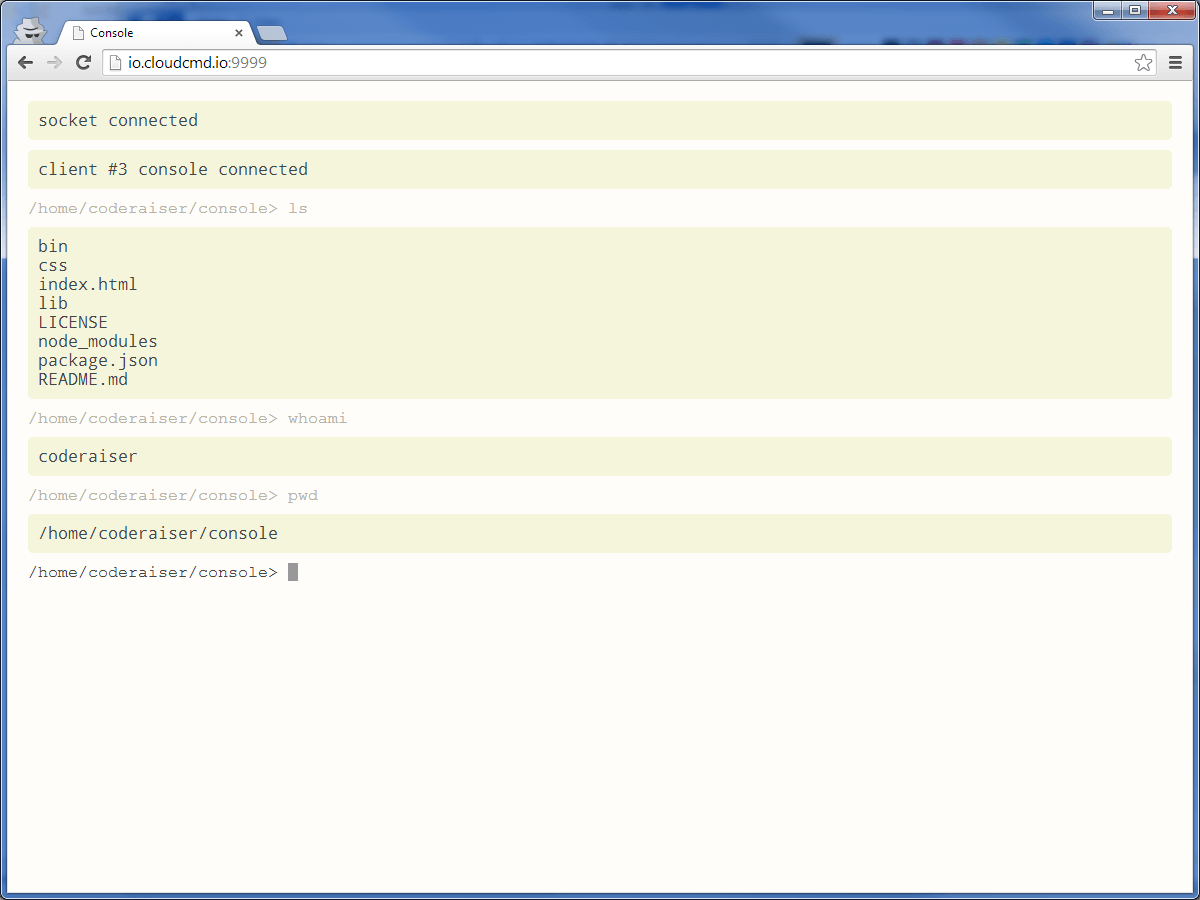 Console
io.cloudcmd.io:9999
socket connected
client #3 console connected
/home/coderaiser/console> ls
bin
css
index.html
lib
LICENSE
node_modules
package.json
README.md
/home/coderaiser/console> whoami
coderaiser
/home/coderaiser/console> pwd
/home/coderaiser/console
/home/coderaiser/console>